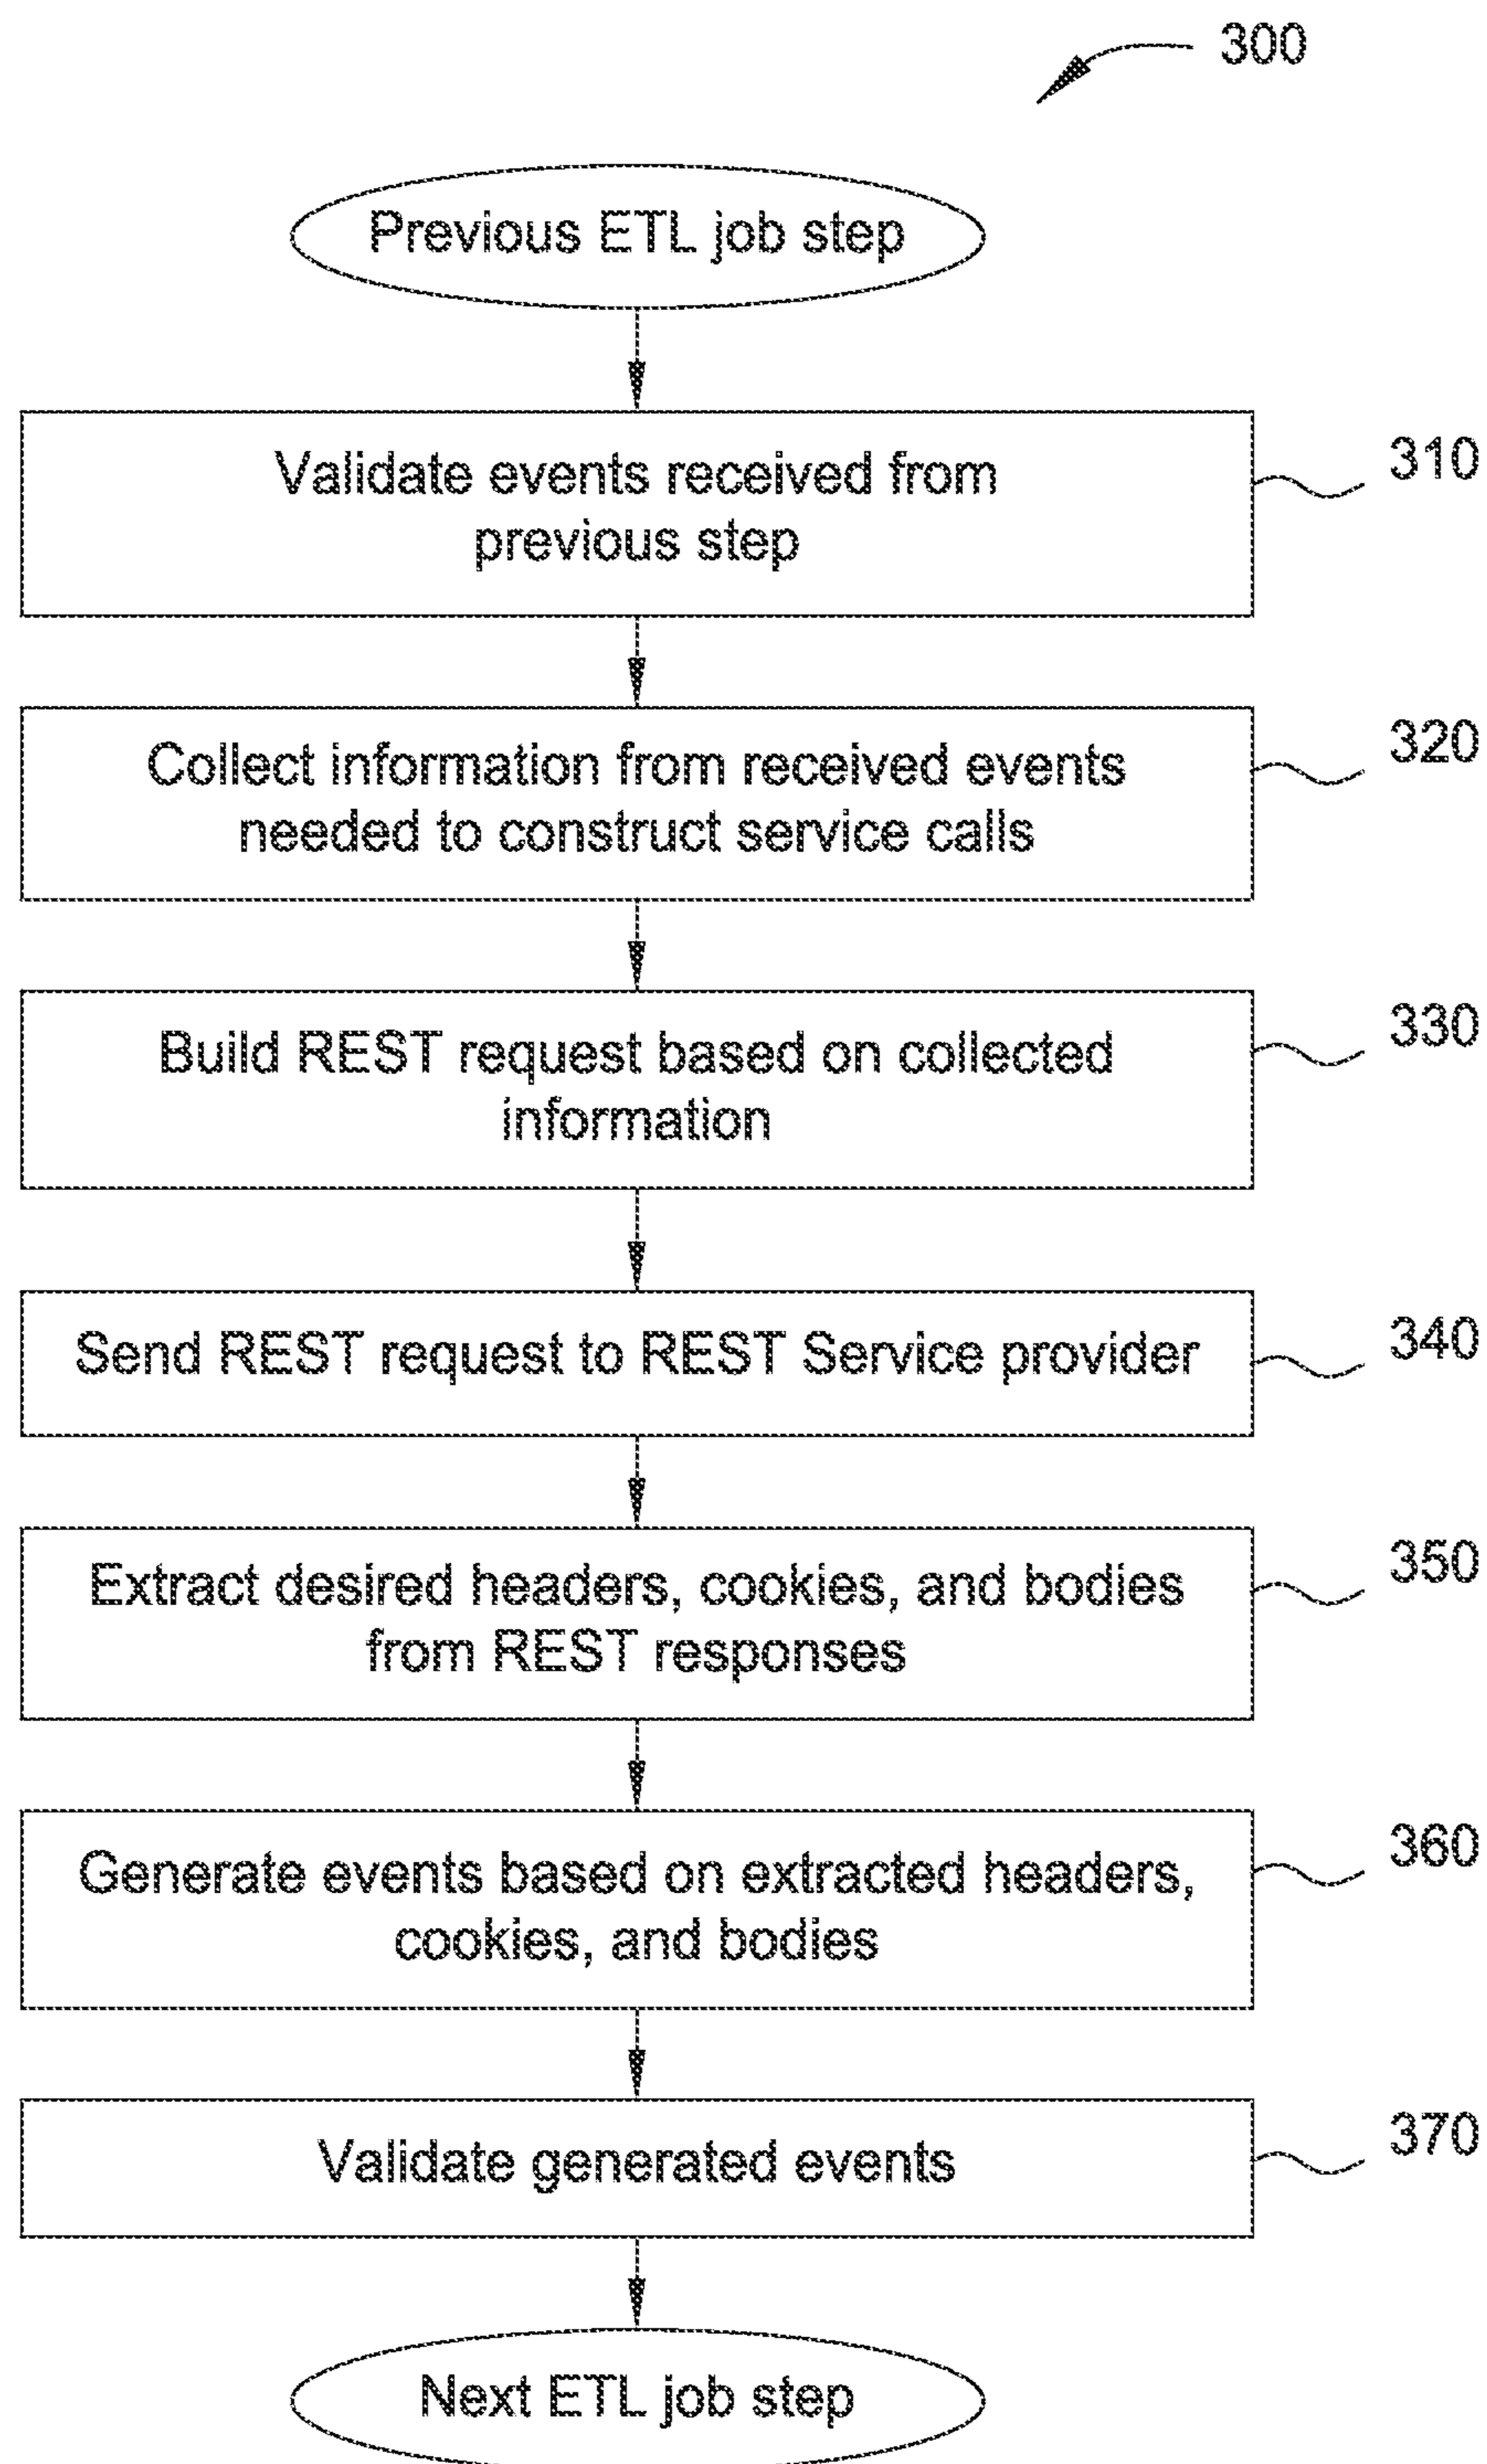 300
Previous ETL job step
Validate events received from
previous step
310
Collect information from received events
needed to construct service calls
320
Build REST request based on collected
information
330
Send REST request to REST Service provider
340
Extract desired headers, cookies, and bodies
from REST responses
350
Generate events based on extracted headers,
cookies, and bodies
360
Validate generated events
370
Next ETL job step